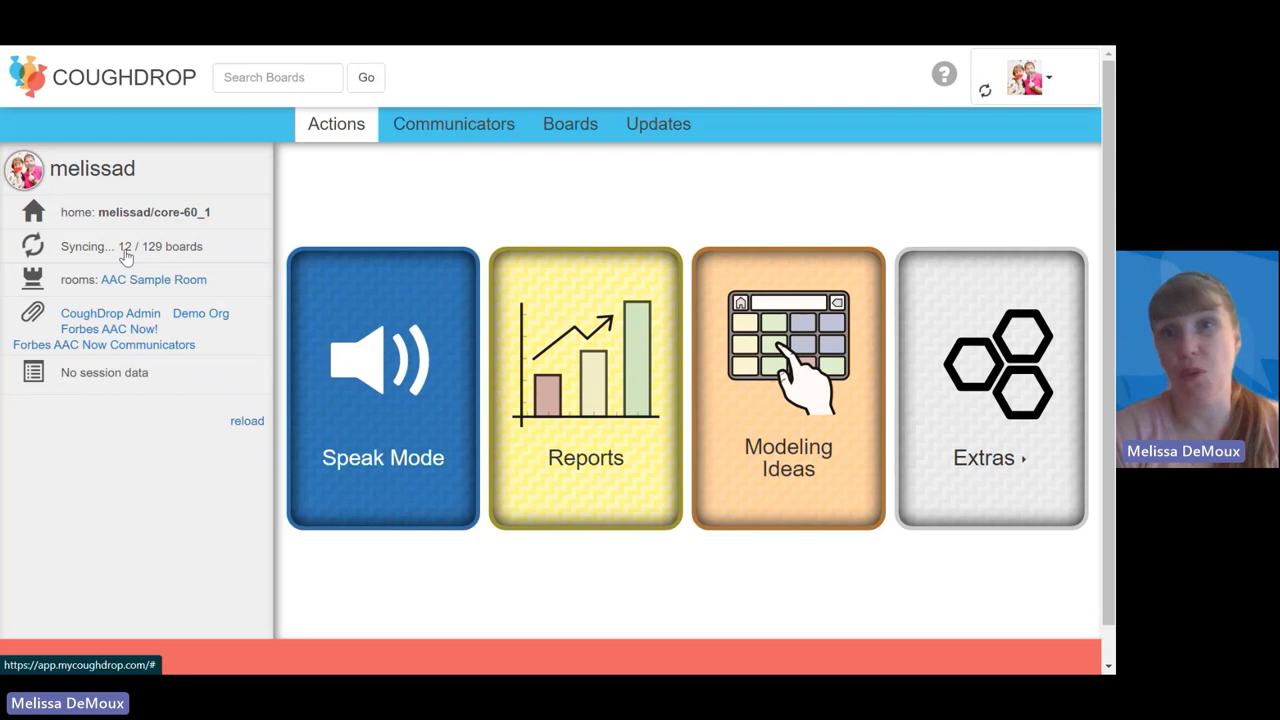 COUGHDROP
Search Boards
Go
?
Actions
Communicators
Boards
Updates
melissad
home: melissad/core-60_1
Syncing... 12 / 129 boards
rooms: AAC Sample Room
CoughDrop Admin Demo Org
Forbes AAC Now!
Forbes AAC Now Communicators
No session data
reload
Speak Mode
Reports
Modeling
Ideas
Extras
Melissa DeMoux
https://app.mycoughdrop.com/#
Melissa DeMoux